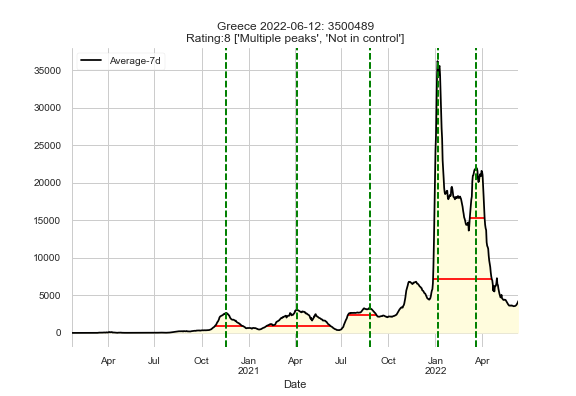 Greece 2022-06-12: 3500489
Rating:8 ['Multiple peaks', 'Not in control']
Average-7d
35000
30000
25000
20000
15000
10000
5000
0
Apr Jul Oct Jan Apr Jul Oct Jan Apr
2021 2022
Date